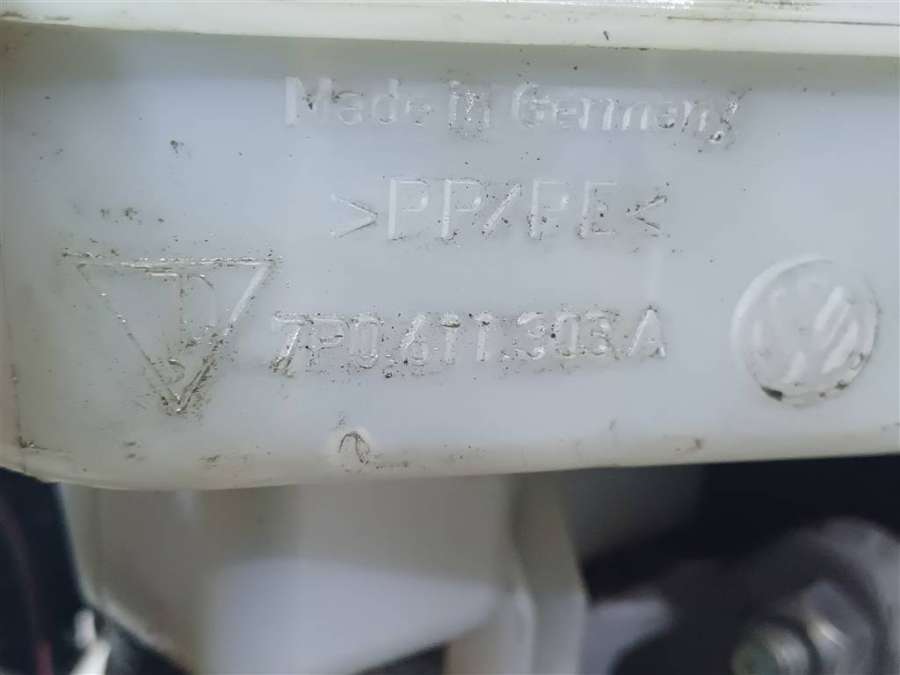 Made in Germany
>PP/PE<
7P0.611.303.A